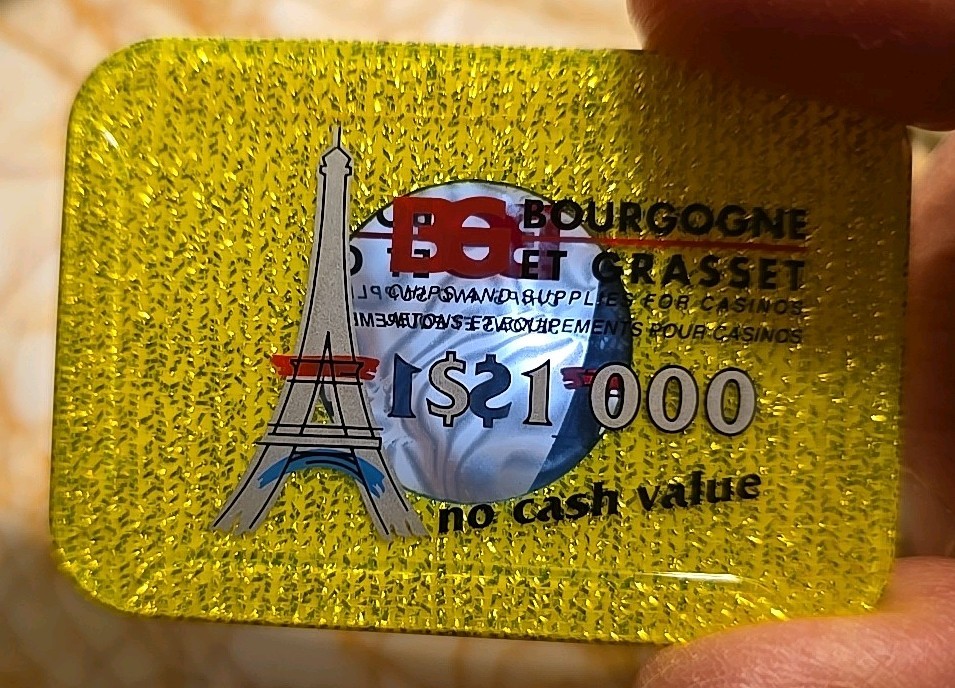 BG BOURGOGNE
ET GRASSET
CHIPS AND SUPPLIES FOR CASINOS
JETONS ET EQUIPEMENTS POUR CASINOS
$1 000
no cash value